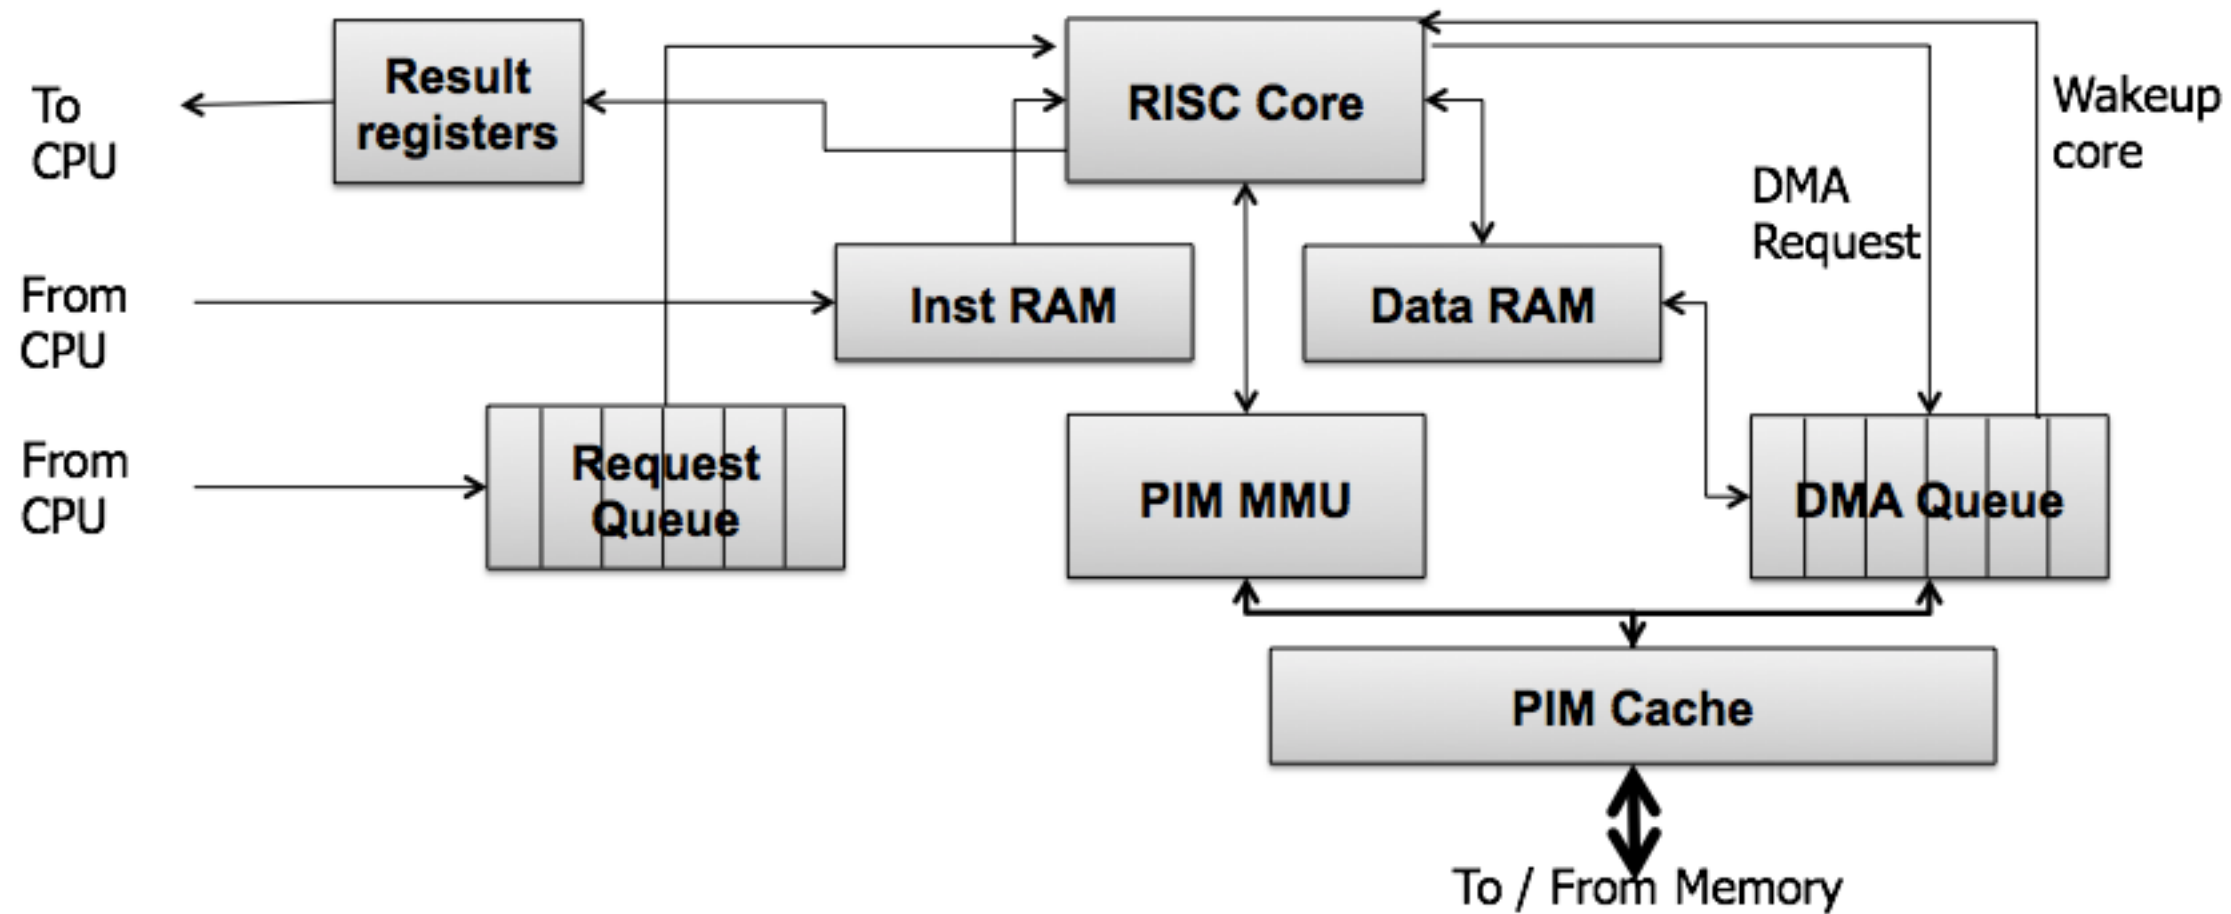 To
CPU
Result
registers
RISC Core
Wakeup
core
DMA
Request
From
CPU
Inst RAM
Data RAM
From
CPU
Request
Queue
PIM MMU
DMA Queue
PIM Cache
To / From Memory